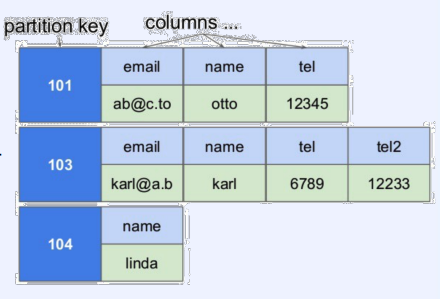 partition key columns ...
email name tel
101
ab@c.to otto 12345
email name tel tel2
103
karl@a.b karl 6789 12233
name
104
linda